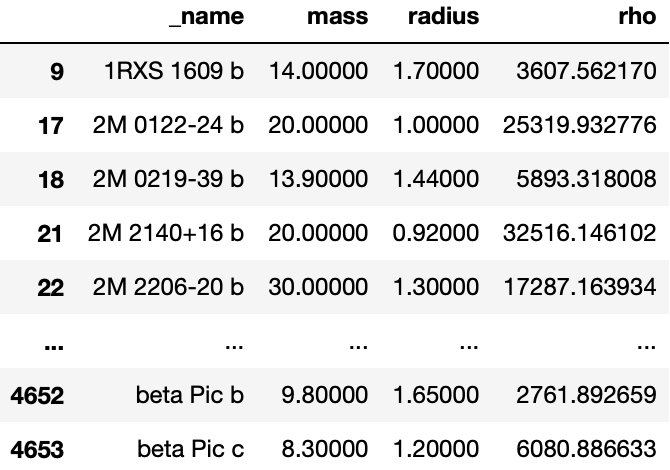 _name mass radius rho
9 1RXS 1609 b 14.00000 1.70000 3607.562170
17 2M 0122-24 b 20.00000 1.00000 25319.932776
18 2M 0219-39 b 13.90000 1.44000 5893.318008
21 2M 2140+16 b 20.00000 0.92000 32516.146102
22 2M 2206-20 b 30.00000 1.30000 17287.163934
... ... ... ... ...
4652 beta Pic b 9.80000 1.65000 2761.892659
4653 beta Pic c 8.30000 1.20000 6080.886633